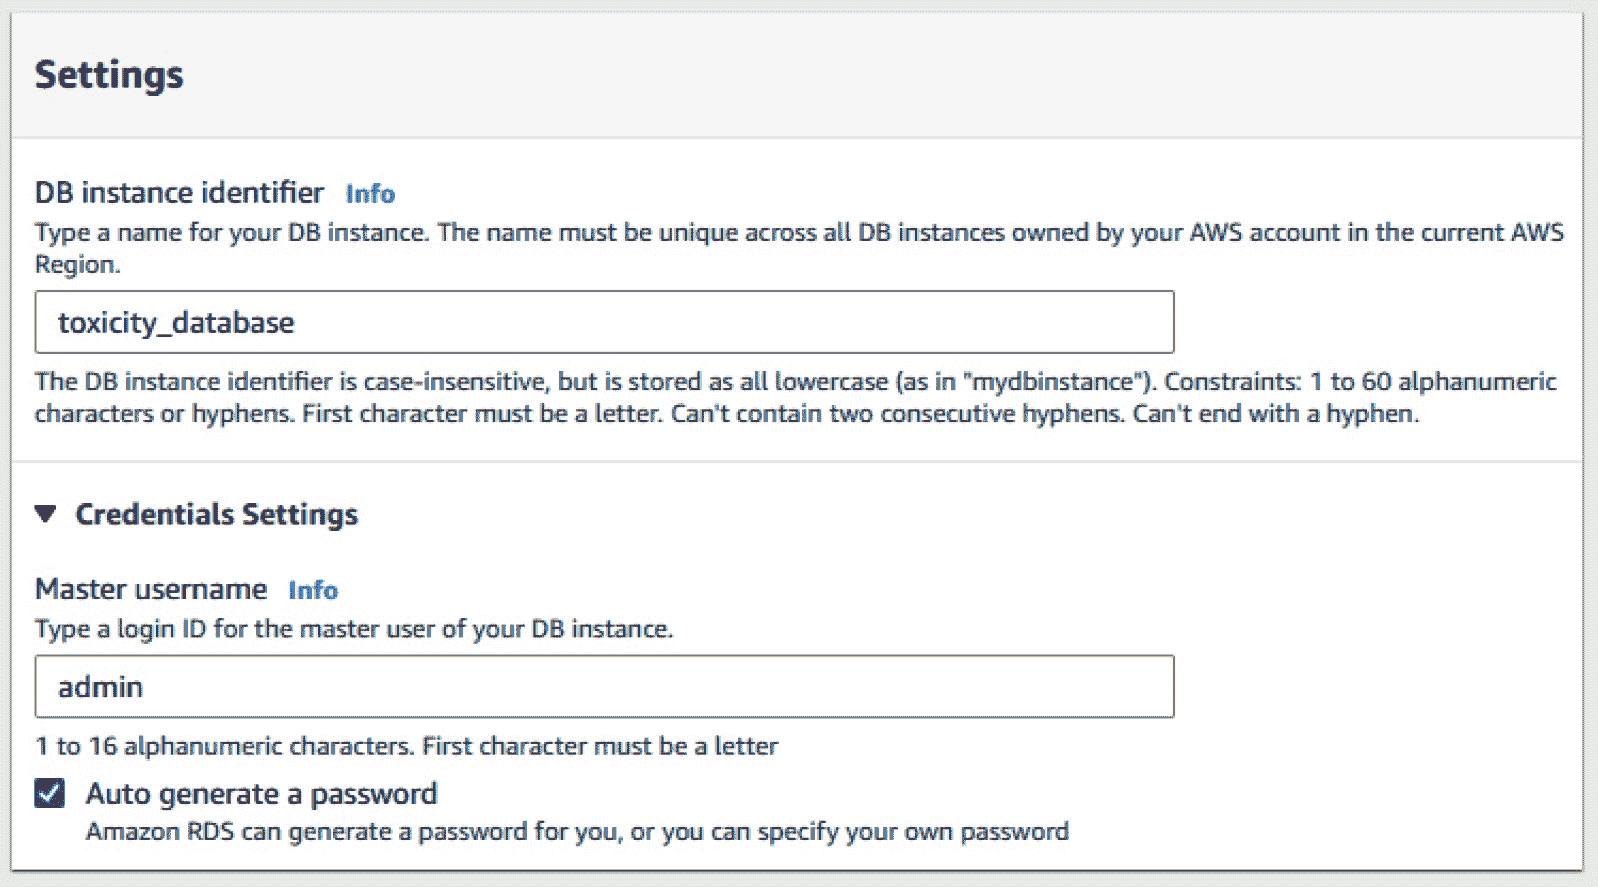 Settings
DB instance identifier Info
Type a name for your DB instance. The name must be unique across all DB instances owned by your AWS account in the current AWS
Region.
toxicity_database
The DB instance identifier is case-insensitive, but is stored as all lowercase (as in "mydbinstance"). Constraints: 1 to 60 alphanumeric
characters or hyphens. First character must be a letter. Can't contain two consecutive hyphens. Can't end with a hyphen.
Credentials Settings
Master username Info
Type a login ID for the master user of your DB instance.
admin
1 to 16 alphanumeric characters. First character must be a letter
Auto generate a password
Amazon RDS can generate a password for you, or you can specify your own password